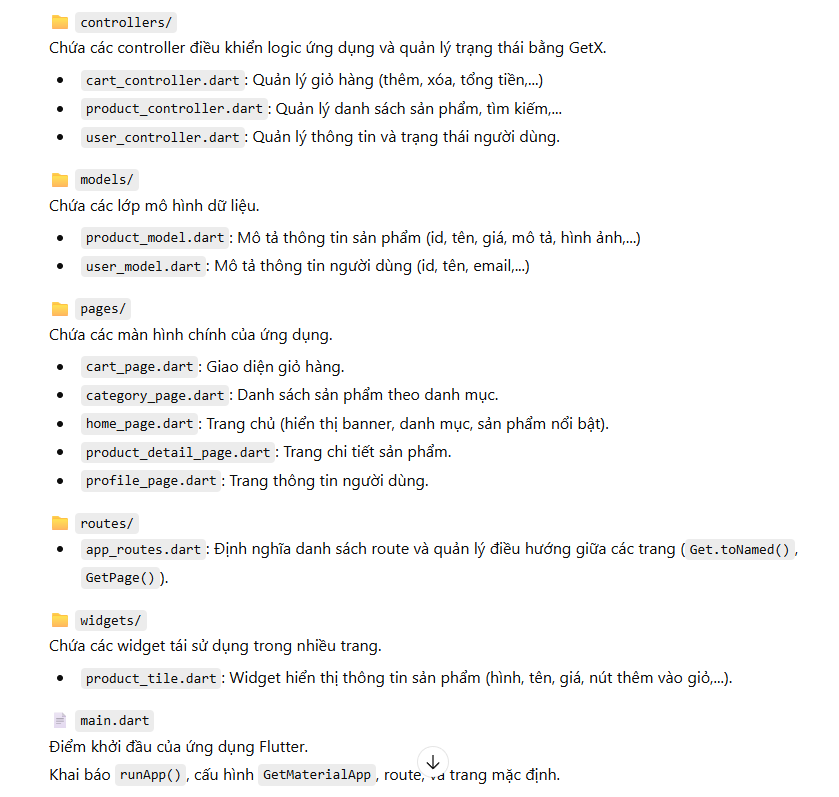 controllers/
Chứa các controller điều khiển logic ứng dụng và quản lý trạng thái bằng GetX.
cart_controller.dart: Quản lý giỏ hàng (thêm, xóa, tổng tiền,...)
product_controller.dart: Quản lý danh sách sản phẩm, tìm kiếm,...
user_controller.dart: Quản lý thông tin và trạng thái người dùng.
models/
Chứa các lớp mô hình dữ liệu.
product_model.dart: Mô tả thông tin sản phẩm (id, tên, giá, mô tả, hình ảnh,...)
user_model.dart: Mô tả thông tin người dùng (id, tên, email,...)
pages/
Chứa các màn hình chính của ứng dụng.
cart_page.dart: Giao diện giỏ hàng.
category_page.dart: Danh sách sản phẩm theo danh mục.
home_page.dart: Trang chủ (hiển thị banner, danh mục, sản phẩm nổi bật).
product_detail_page.dart: Trang chi tiết sản phẩm.
profile_page.dart: Trang thông tin người dùng.
routes/
app_routes.dart: Định nghĩa danh sách route và quản lý điều hướng giữa các trang (Get.toNamed(),
GetPage()).
widgets/
Chứa các widget tái sử dụng trong nhiều trang.
product_tile.dart: Widget hiển thị thông tin sản phẩm (hình, tên, giá, nút thêm vào giỏ,...).
main.dart
Điểm khởi đầu của ứng dụng Flutter.
Khai báo runApp(), cấu hình GetMaterialApp, route, và trang mặc định.